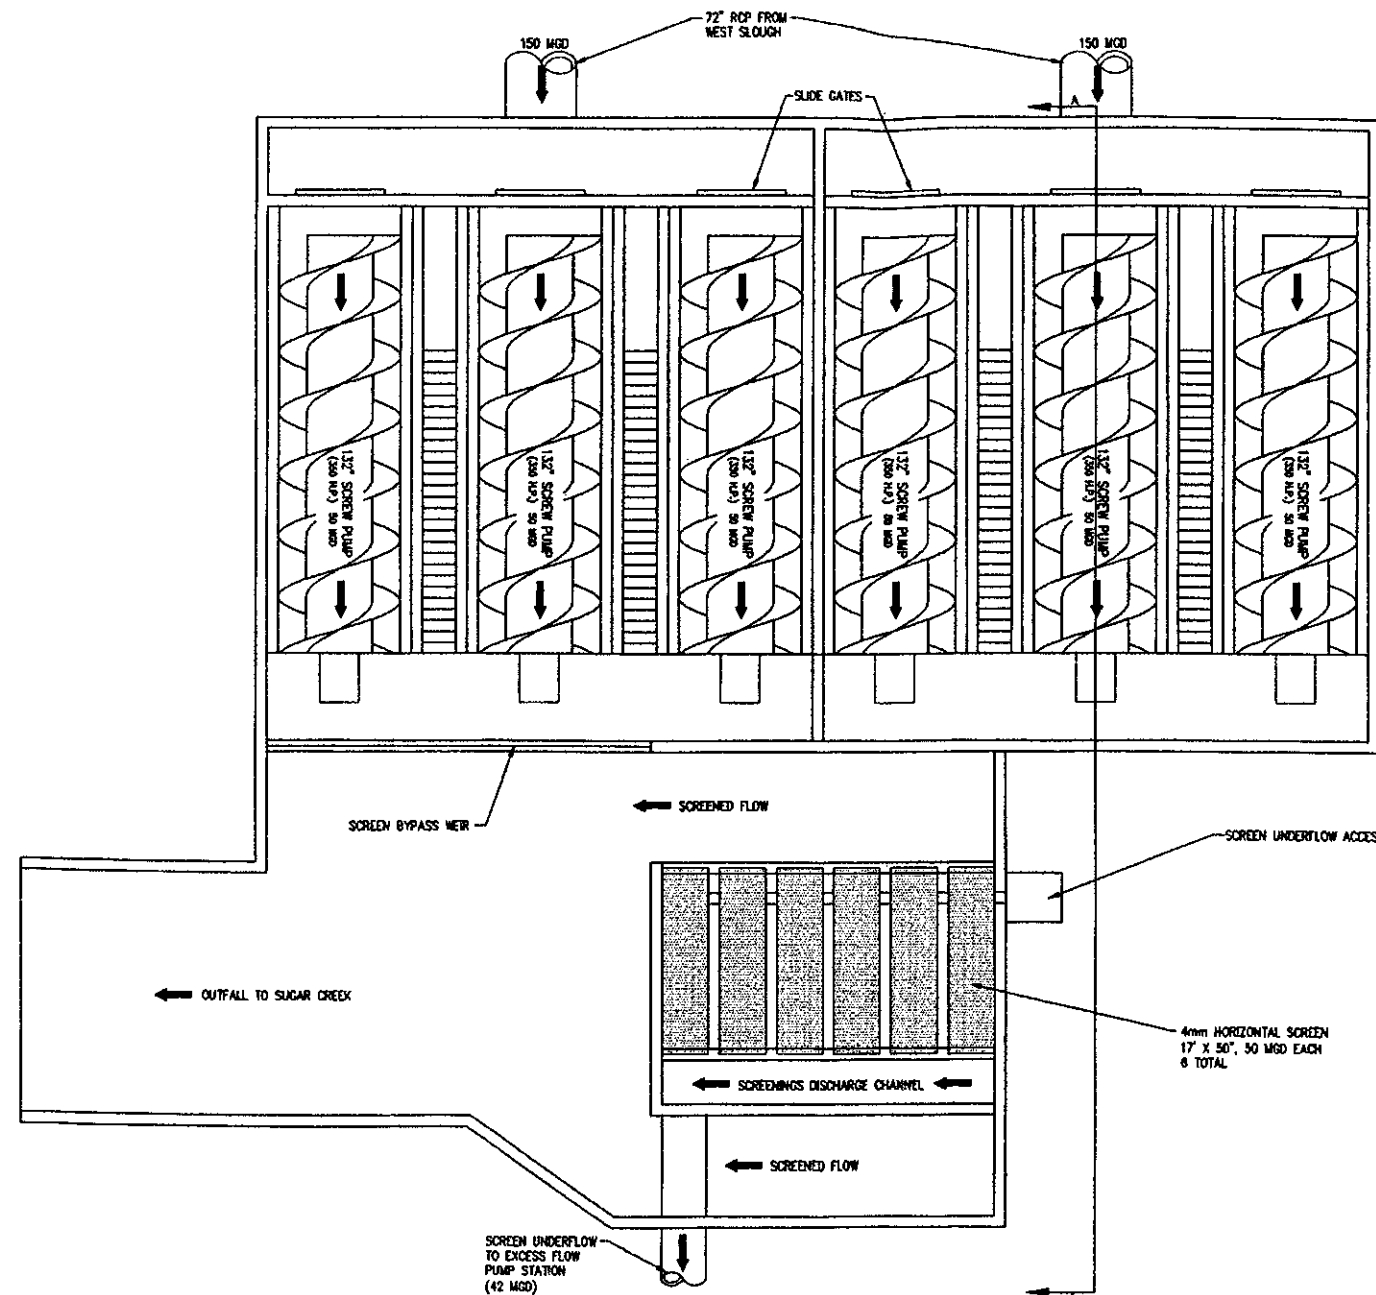 72" RCP FROM
WEST SLOUGH
150 MGD
150 MGD
A
SLIDE GATES
132" SCREW PUMP
(350 H.P.) 50 MGD
132" SCREW PUMP
(350 H.P.) 50 MGD
132" SCREW PUMP
(350 H.P.) 50 MGD
132" SCREW PUMP
(350 H.P.) 50 MGD
132" SCREW PUMP
(350 H.P.) 50 MGD
132" SCREW PUMP
(350 H.P.) 50 MGD
SCREENED FLOW
SCREEN BYPASS WEIR
SCREEN UNDERFLOW ACCES
OUTFALL TO SUGAR CREEK
4mm HORIZONTAL SCREEN
17' X 50", 50 MGD EACH
6 TOTAL
SCREENINGS DISCHARGE CHANNEL
SCREENED FLOW
SCREEN UNDERFLOW
TO EXCESS FLOW
PUMP STATION
(42 MGD)